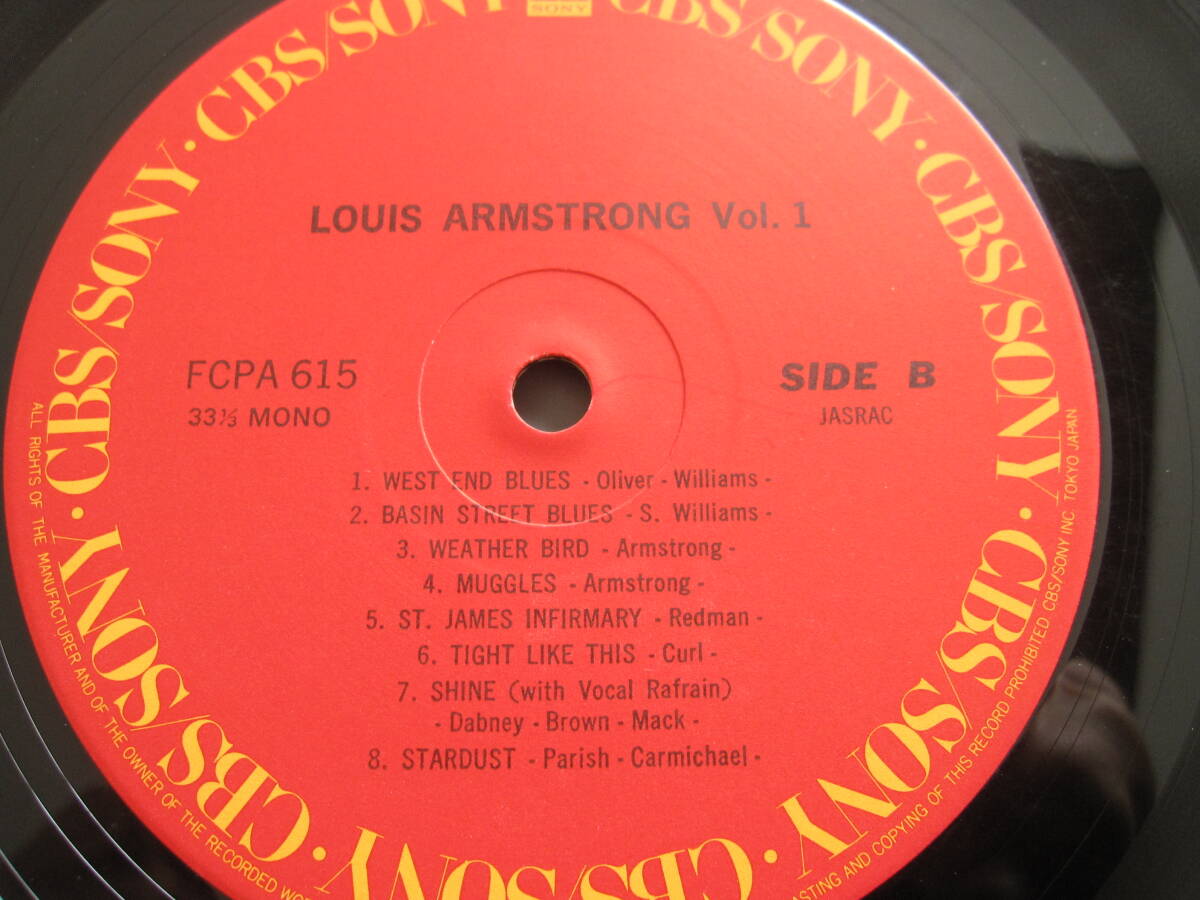 SONY
CBS/SONY · CBS/SONY · CBS/SONY · CBS/SONY · CBS/SONY · CBS/SONY · CBS/SONY · CBS/SONY
LOUIS ARMSTRONG Vol. 1
FCPA 615
33⅓ MONO
SIDE B
JASRAC
1. WEST END BLUES - Oliver - Williams -
2. BASIN STREET BLUES - S. Williams -
3. WEATHER BIRD - Armstrong -
4. MUGGLES - Armstrong -
5. ST. JAMES INFIRMARY - Redman -
6. TIGHT LIKE THIS - Curl -
7. SHINE (with Vocal Rafrain)
- Dabney - Brown - Mack -
8. STARDUST - Parish - Carmichael -
ALL RIGHTS OF THE MANUFACTURER AND OF THE OWNER OF THE RECORDED
AND COPYING OF THIS RECORD PROHIBITED CBS/SONY INC. TOKYO JAPAN